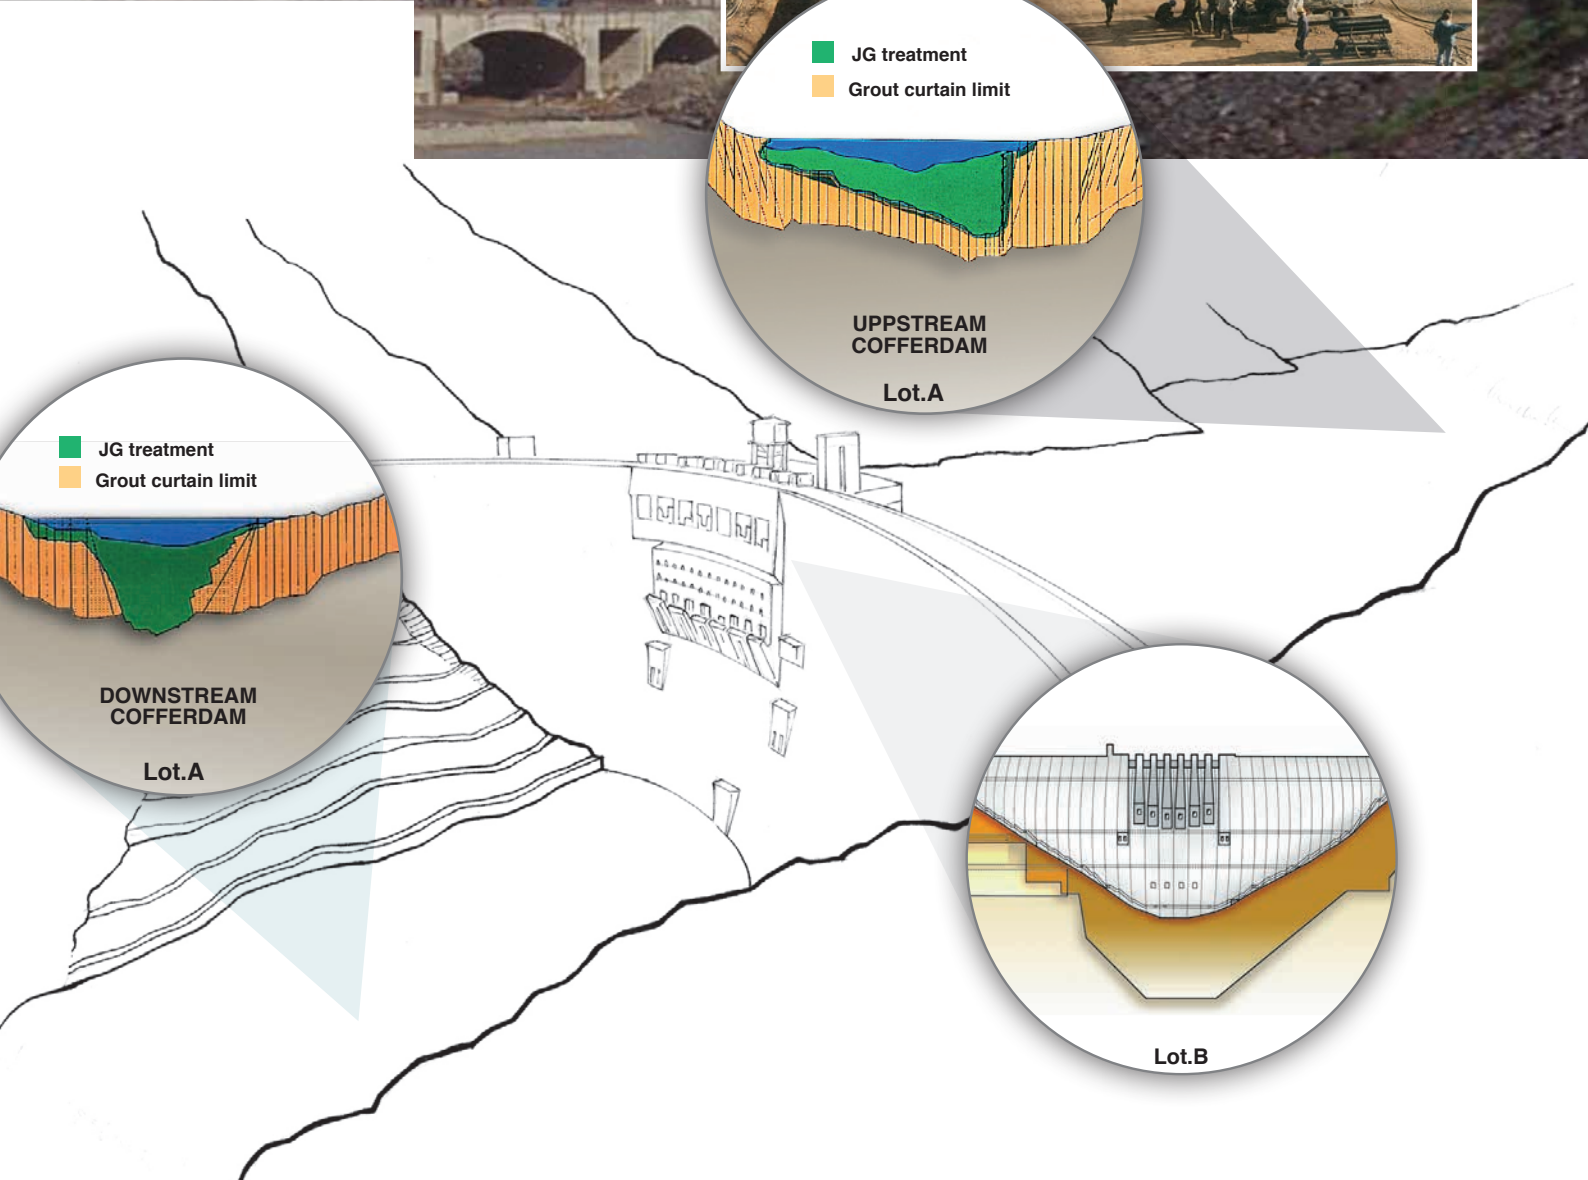 JG treatment
Grout curtain limit
UPPSTREAM
COFFERDAM
Lot.A
JG treatment
Grout curtain limit
DOWNSTREAM
COFFERDAM
Lot.A
Lot.B